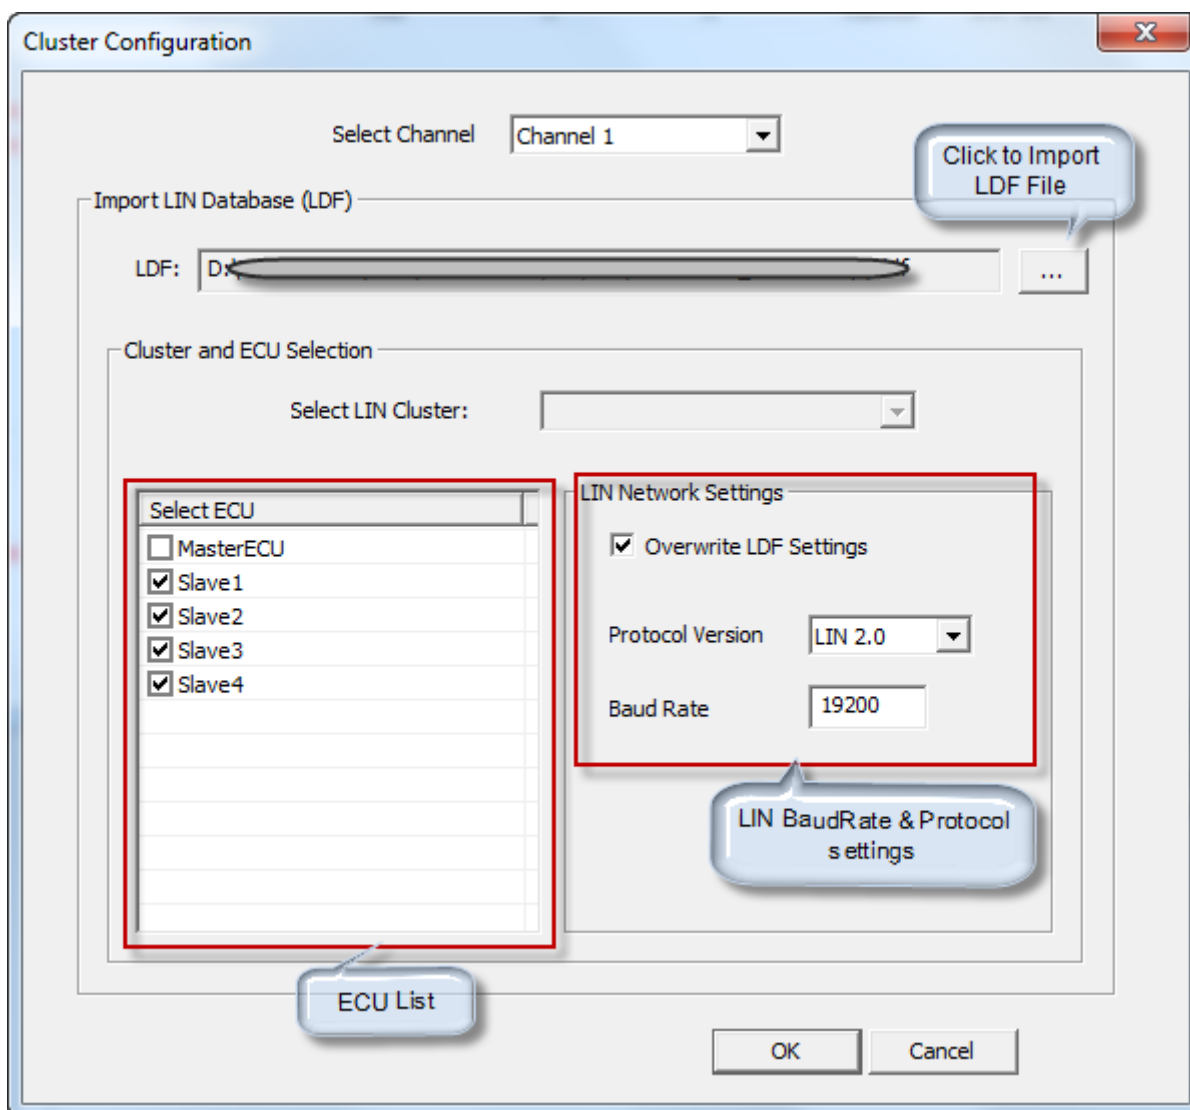 Cluster Configuration
Select Channel
Channel 1
Click to Import
LDF File
Import LIN Database (LDF)
LDF:
D:\
...
Cluster and ECU Selection
Select LIN Cluster:
Select ECU
MasterECU
Slave1
Slave2
Slave3
Slave4
LIN Network Settings
Overwrite LDF Settings
Protocol Version
LIN 2.0
Baud Rate
19200
LIN BaudRate & Protocol
settings
ECU List
OK
Cancel